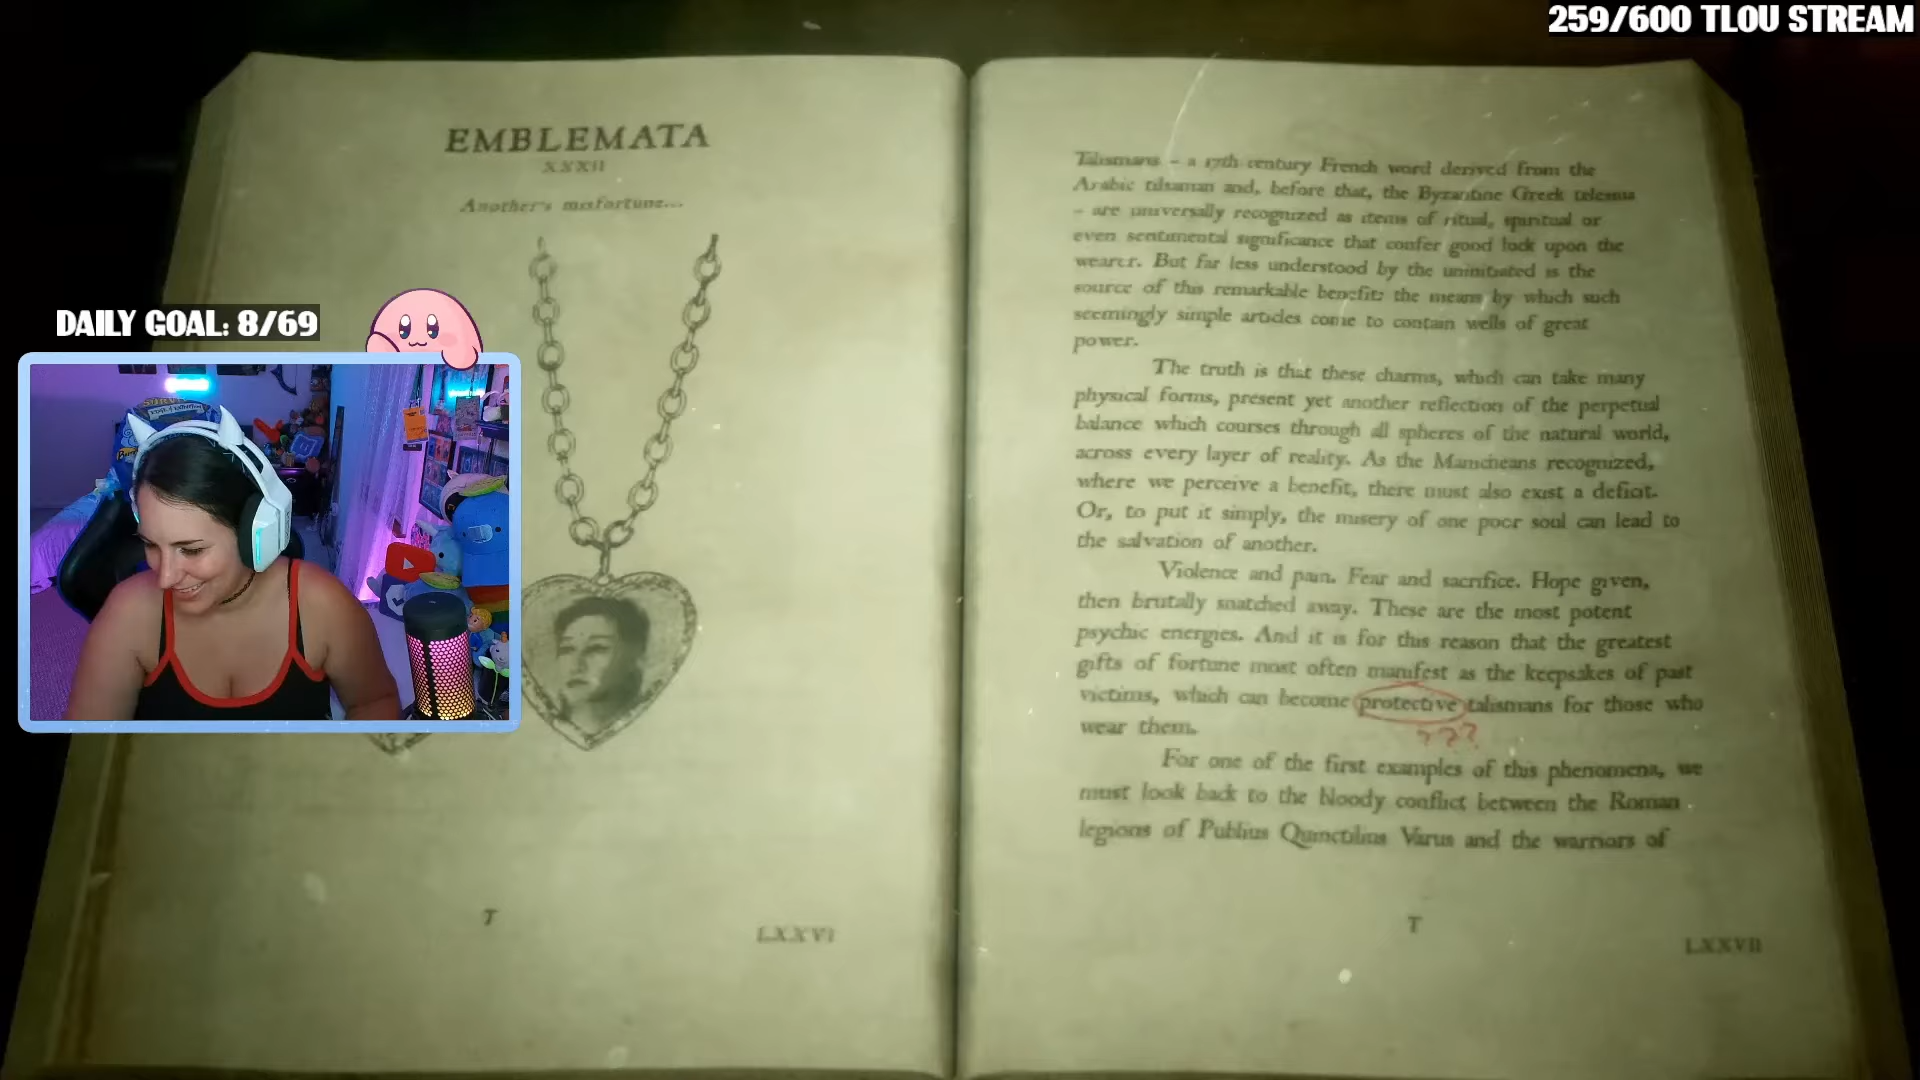 259/600 TLOU STREAM
DAILY GOAL: 8/69
EMBLEMATA
XXXII
Another's misfortune...
T
LXXVI
Talismans - a 17th century French word derived from the
Arabic tilsaman and, before that, the Byzantine Greek telesma
- are universally recognized as items of ritual, spiritual or
even sentimental significance that confer good luck upon the
wearer. But far less understood by the uninitiated is the
source of this remarkable benefit: the means by which such
seemingly simple articles come to contain wells of great
power.
The truth is that these charms, which can take many
physical forms, present yet another reflection of the perpetual
balance which courses through all spheres of the natural world,
across every layer of reality. As the Manicheans recognized,
where we perceive a benefit, there must also exist a deficit.
Or, to put it simply, the misery of one poor soul can lead to
the salvation of another.
Violence and pain. Fear and sacrifice. Hope given,
then brutally snatched away. These are the most potent
psychic energies. And it is for this reason that the greatest
gifts of fortune most often manifest as the keepsakes of past
victims, which can become protective talismans for those who
???
wear them.
For one of the first examples of this phenomena, we
must look back to the bloody conflict between the Roman
legions of Publius Quinctilius Varus and the warriors of
T
LXXVII